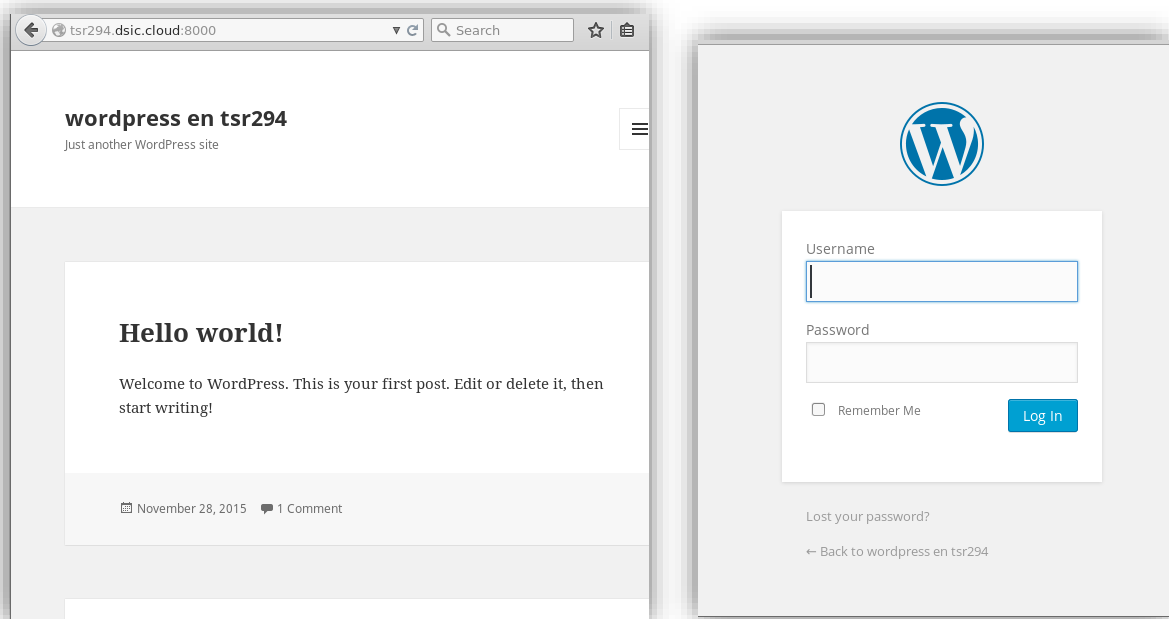 tsr294.dsic.cloud:8000
Search
wordpress en tsr294
Just another WordPress site
Hello world!
Welcome to WordPress. This is your first post. Edit or delete it, then
start writing!
November 28, 2015 1 Comment
Username
Password
Remember Me
Log In
Lost your password?
← Back to wordpress en tsr294